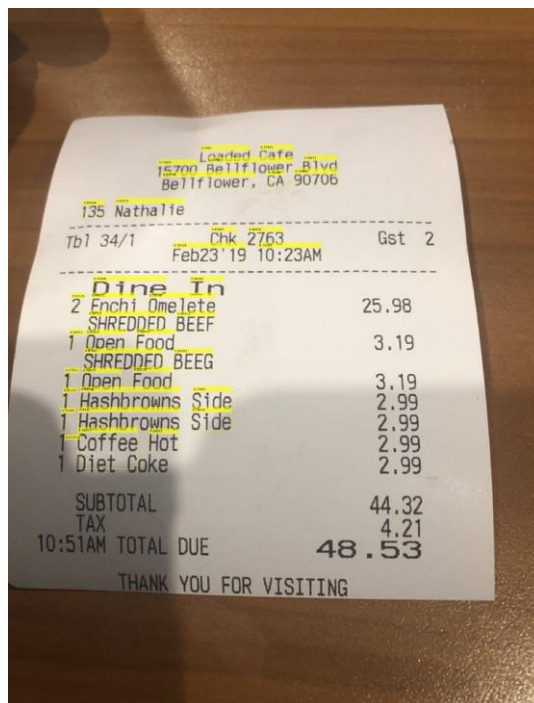 Loaded Cafe
15700 Bellflower Blvd
Bellflower, CA 90706
135 Nathalie
Tbl 34/1 Chk 2763 Gst 2
Feb23'19 10:23AM
Dine In
2 Enchi Omelete 25.98
SHREDDED BEEF
1 Open Food 3.19
SHREDDED BEEG
1 Open Food 3.19
1 Hashbrowns Side 2.99
1 Hashbrowns Side 2.99
1 Coffee Hot 2.99
1 Diet Coke 2.99
SUBTOTAL 44.32
TAX 4.21
10:51AM TOTAL DUE 48.53
THANK YOU FOR VISITING